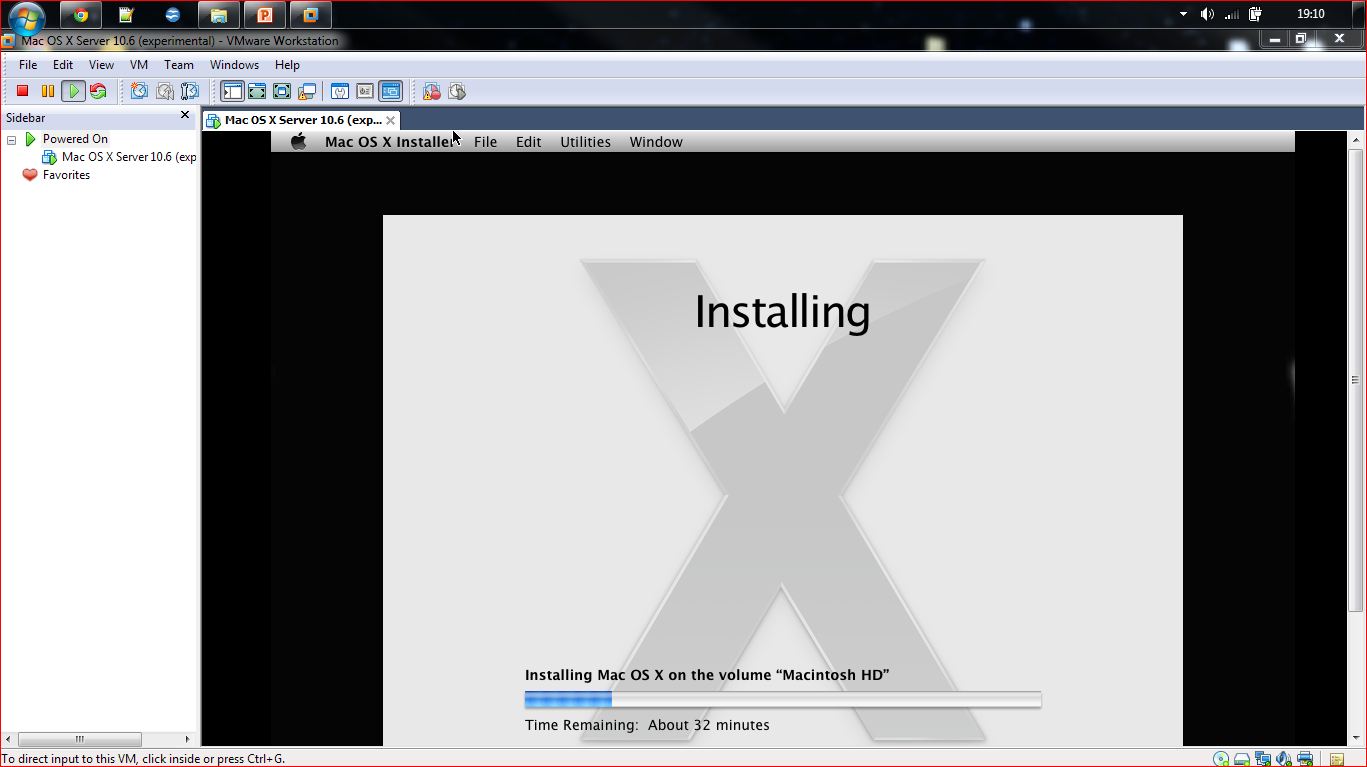 19:10
Mac OS X Server 10.6 (experimental) - VMware Workstation
File Edit View VM Team Windows Help
Sidebar
Mac OS X Server 10.6 (exp...
Powered On
Mac OS X Server 10.6 (exp
Favorites
Mac OS X Installer File Edit Utilities Window
Installing
Installing Mac OS X on the volume “Macintosh HD”
Time Remaining: About 32 minutes
To direct input to this VM, click inside or press Ctrl+G.